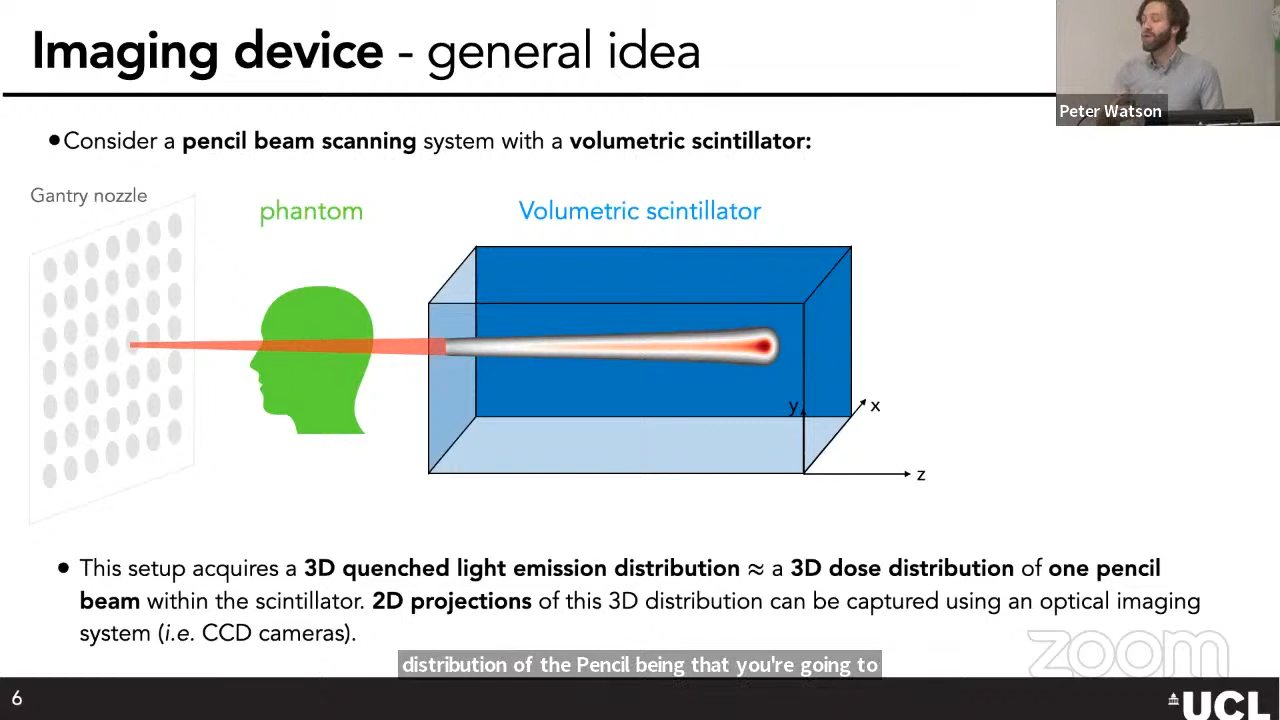 Imaging device - general idea
Peter Watson
•Consider a pencil beam scanning system with a volumetric scintillator:
Gantry nozzle
phantom
Volumetric scintillator
y
x
z
• This setup acquires a 3D quenched light emission distribution ≈ a 3D dose distribution of one pencil
beam within the scintillator. 2D projections of this 3D distribution can be captured using an optical imaging
system (i.e. CCD cameras).
zoom
distribution of the Pencil being that you're going to
6
UCL